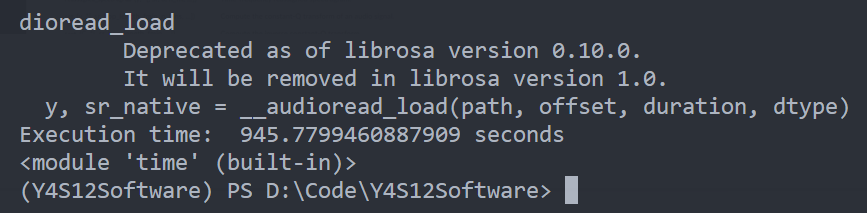 dioread_load
Deprecated as of librosa version 0.10.0.
It will be removed in librosa version 1.0.
y, sr_native = __audioread_load(path, offset, duration, dtype)
Execution time:  945.7799460887909 seconds
<module 'time' (built-in)>
(Y4S12Software) PS D:\Code\Y4S12Software>